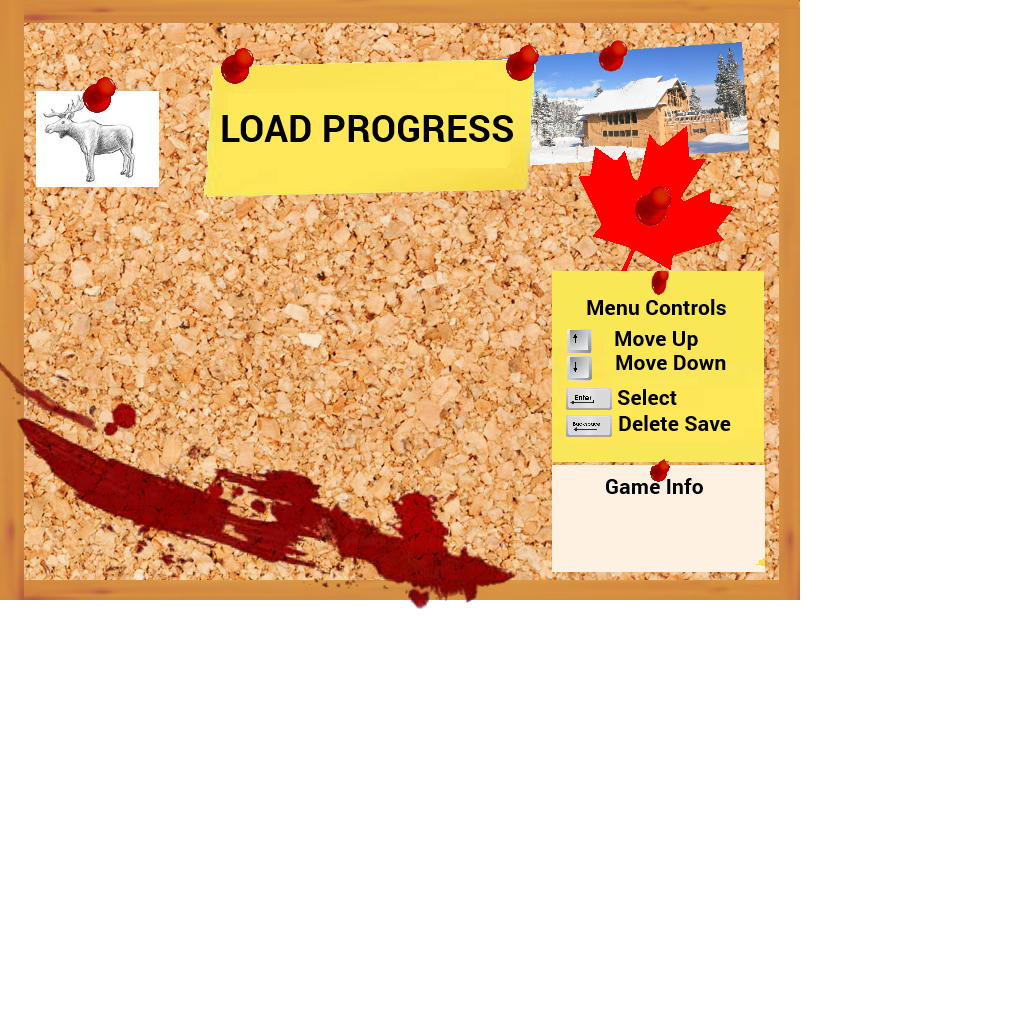 LOAD PROGRESS
Menu Controls
↑ Move Up
↓ Move Down
Enter Select
Backspace Delete Save
Game Info